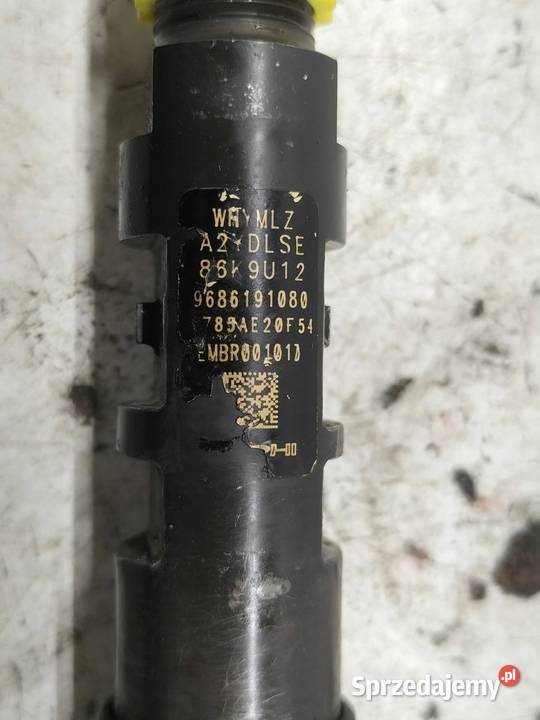 WHYMLZ
A2YDLSE
86K9U12
9686191080
785AE20F54
EMBR00101D
Sprzedajemy.pl